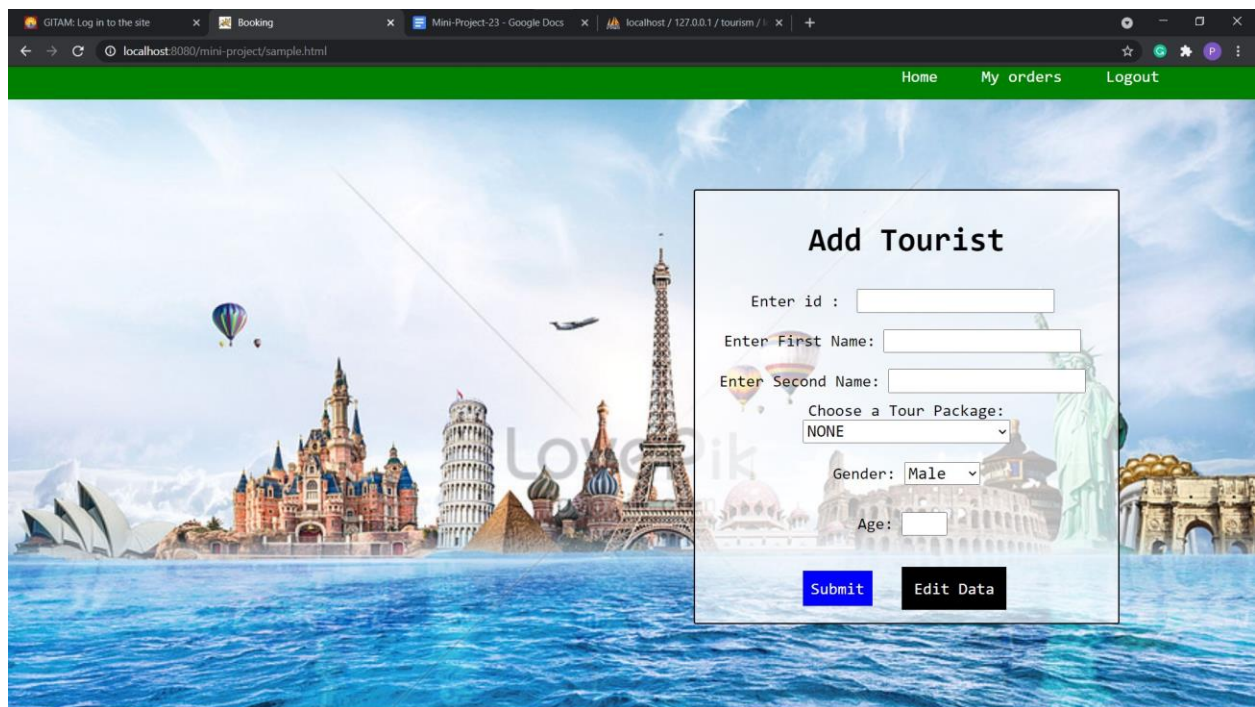 GITAM: Log in to the site
Booking
Mini-Project-23 - Google Docs
localhost / 127.0.0.1 / tourism /
localhost:8080/mini-project/sample.html
P
Home My orders Logout
Add Tourist
Enter id :
Enter First Name:
Enter Second Name:
Choose a Tour Package:
NONE
Gender: Male
Age:
Submit Edit Data
LovePik